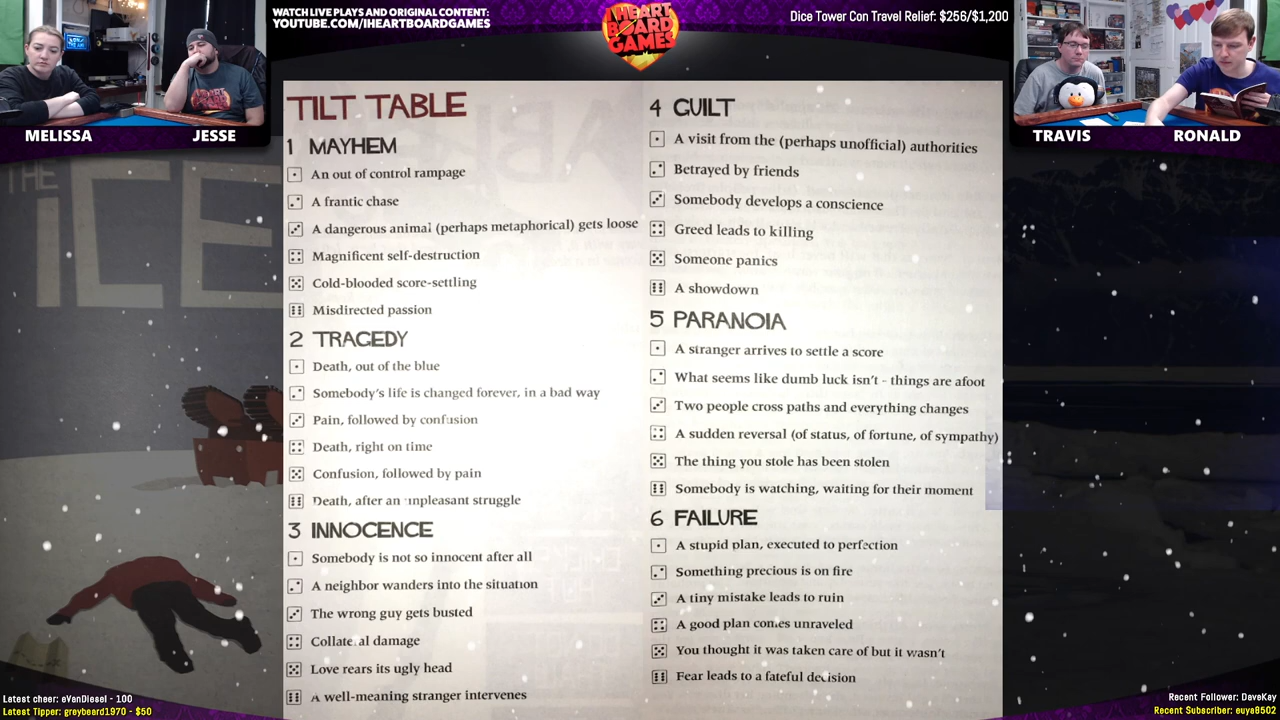 WATCH LIVE PLAYS AND ORIGINAL CONTENT:
YOUTUBE.COM/IHEARTBOARDGAMES
I HEART
BOARD
GAMES
Dice Tower Con Travel Relief: $256/$1,200
MELISSA
JESSE
TRAVIS
RONALD
THE
ICE
TILT TABLE
1 MAYHEM
An out of control rampage
A frantic chase
A dangerous animal (perhaps metaphorical) gets loose
Magnificent self-destruction
Cold-blooded score-settling
Misdirected passion
2 TRAGEDY
Death, out of the blue
Somebody's life is changed forever, in a bad way
Pain, followed by confusion
Death, right on time
Confusion, followed by pain
Death, after an unpleasant struggle
3 INNOCENCE
Somebody is not so innocent after all
A neighbor wanders into the situation
The wrong guy gets busted
Collateral damage
Love rears its ugly head
A well-meaning stranger intervenes
4 GUILT
A visit from the (perhaps unofficial) authorities
Betrayed by friends
Somebody develops a conscience
Greed leads to killing
Someone panics
A showdown
5 PARANOIA
A stranger arrives to settle a score
What seems like dumb luck isn't - things are afoot
Two people cross paths and everything changes
A sudden reversal (of status, of fortune, of sympathy)
The thing you stole has been stolen
Somebody is watching, waiting for their moment
6 FAILURE
A stupid plan, executed to perfection
Something precious is on fire
A tiny mistake leads to ruin
A good plan comes unraveled
You thought it was taken care of but it wasn't
Fear leads to a fateful decision
Latest cheer: eVanDiesel - 100
Latest Tipper: greybeard1970 - $50
Recent Follower: DaveKay
Recent Subscriber: euye8502